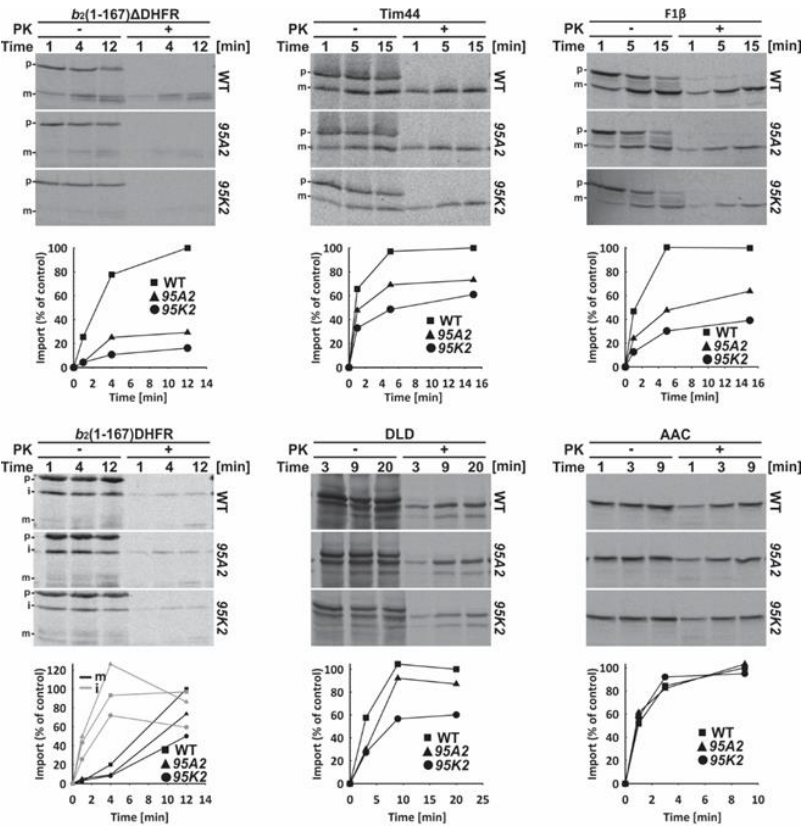 b2(1-167)ΔDHFR
PK - +
Time 1 4 12 1 4 12 [min]
p-
m-
WT
p-
m-
95A2
p-
m-
95K2
Import (% of control)
100
80
60
40
20
0
WT
95A2
95K2
0 2 4 6 8 10 12 14
Time [min]
Tim44
PK - +
Time 1 5 15 1 5 15 [min]
p-
m-
WT
p-
m-
95A2
p-
m-
95K2
Import (% of control)
100
80
60
40
20
0
WT
95A2
95K2
0 2 4 6 8 10 12 14 16
Time [min]
F1β
PK - +
Time 1 5 15 1 5 15 [min]
p-
m-
WT
p-
m-
95A2
p-
m-
95K2
Import (% of control)
100
80
60
40
20
0
WT
95A2
95K2
0 2 4 6 8 10 12 14 16
Time [min]
b2(1-167)DHFR
PK - +
Time 1 4 12 1 4 12 [min]
p-
i-
m-
WT
p-
i-
m-
95A2
p-
i-
m-
95K2
Import (% of control)
120
100
80
60
40
20
0
m
i
WT
95A2
95K2
0 2 4 6 8 10 12 14
Time [min]
DLD
PK - +
Time 3 9 20 3 9 20 [min]
WT
95A2
95K2
Import (% of control)
100
80
60
40
20
0
WT
95A2
95K2
0 5 10 15 20 25
Time [min]
AAC
PK - +
Time 1 3 9 1 3 9 [min]
WT
95A2
95K2
Import (% of control)
100
80
60
40
20
0
WT
95A2
95K2
0 2 4 6 8 10
Time [min]